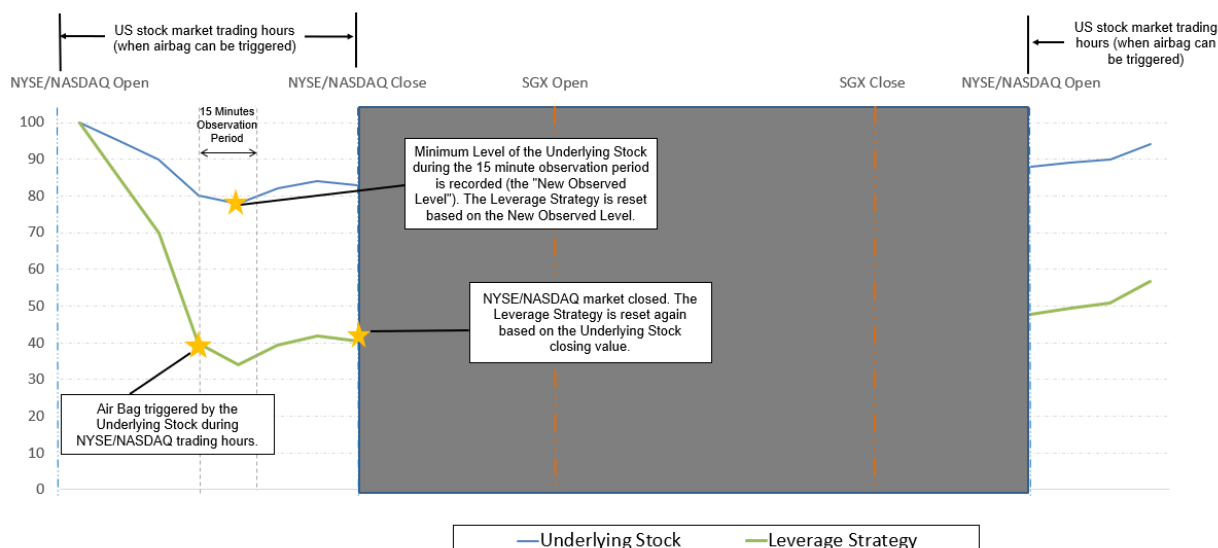 US stock market trading hours
(when airbag can be triggered)
US stock market trading
hours (when airbag can
be triggered)
NYSE/NASDAQ Open
NYSE/NASDAQ Close
SGX Open
SGX Close
NYSE/NASDAQ Open
15 Minutes
Observation
Period
100
90
80
70
60
50
40
30
20
10
0
Minimum Level of the Underlying Stock
during the 15 minute observation period
is recorded (the "New Observed
Level"). The Leverage Strategy is reset
based on the New Observed Level.
NYSE/NASDAQ market closed. The
Leverage Strategy is reset again
based on the Underlying Stock
closing value.
Air Bag triggered by the
Underlying Stock during
NYSE/NASDAQ trading hours.
Underlying Stock
Leverage Strategy